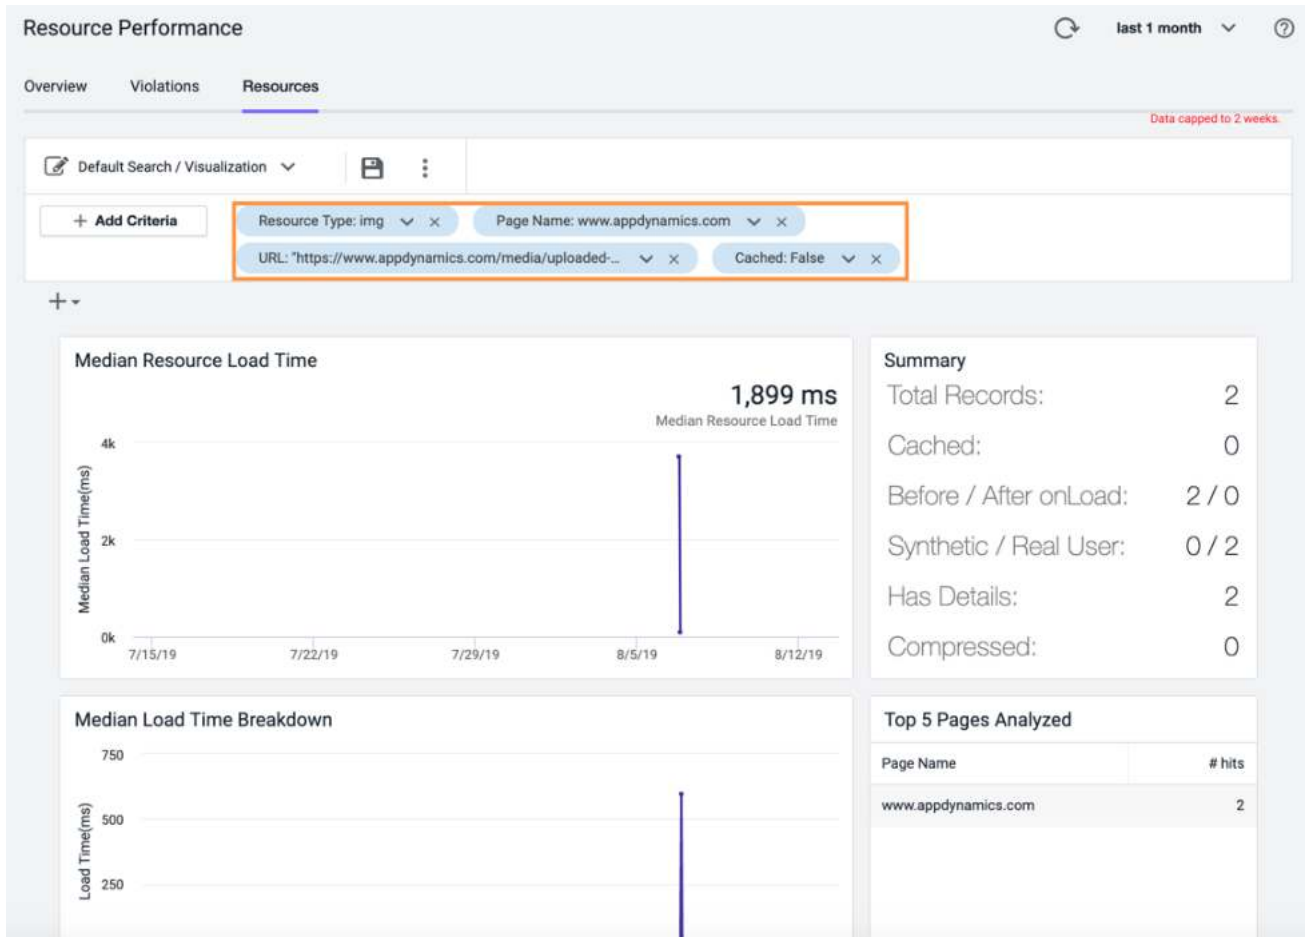 Resource Performance
last 1 month
Overview Violations Resources
Data capped to 2 weeks.
Default Search / Visualization
+ Add Criteria
Resource Type: img
Page Name: www.appdynamics.com
URL: "https://www.appdynamics.com/media/uploaded-...
Cached: False
Median Resource Load Time
1,899 ms
Median Resource Load Time
Median Load Time(ms)
4k
2k
0k
7/15/19 7/22/19 7/29/19 8/5/19 8/12/19
Summary
Total Records: 2
Cached: 0
Before / After onLoad: 2 / 0
Synthetic / Real User: 0 / 2
Has Details: 2
Compressed: 0
Median Load Time Breakdown
Load Time(ms)
750
500
250
Top 5 Pages Analyzed
Page Name # hits
www.appdynamics.com 2